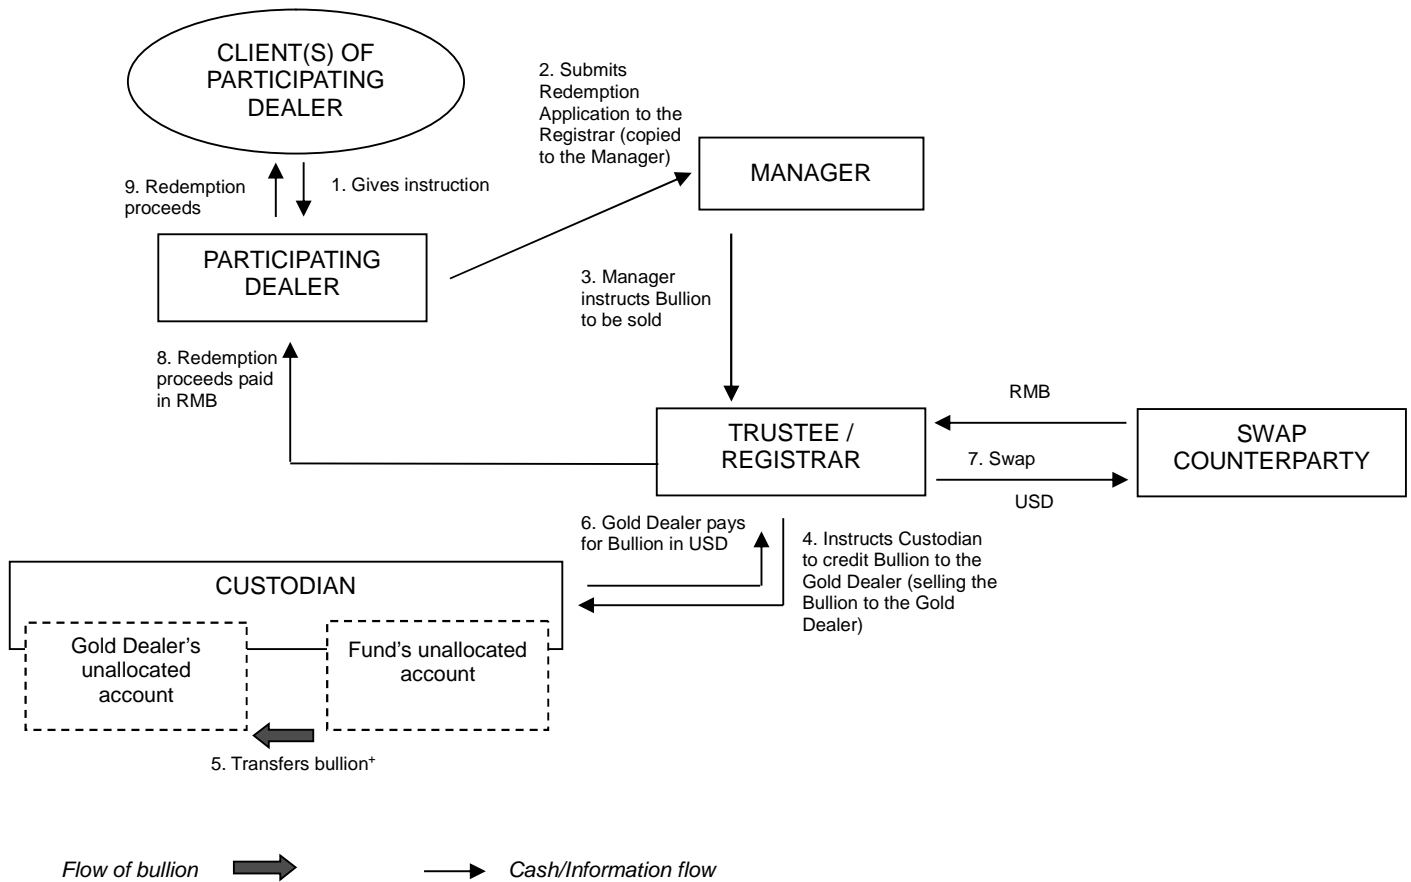 CLIENT(S) OF
PARTICIPATING
DEALER
2. Submits
Redemption
Application to the
Registrar (copied
to the Manager)
MANAGER
9. Redemption
proceeds
1. Gives instruction
PARTICIPATING
DEALER
3. Manager
instructs Bullion
to be sold
8. Redemption
proceeds paid
in RMB
RMB
TRUSTEE /
REGISTRAR
SWAP
COUNTERPARTY
7. Swap
USD
6. Gold Dealer pays
for Bullion in USD
4. Instructs Custodian
to credit Bullion to the
Gold Dealer (selling the
Bullion to the Gold
Dealer)
CUSTODIAN
Gold Dealer’s
unallocated
account
Fund’s unallocated
account
5. Transfers bullion⁺
Flow of bullion
Cash/Information flow